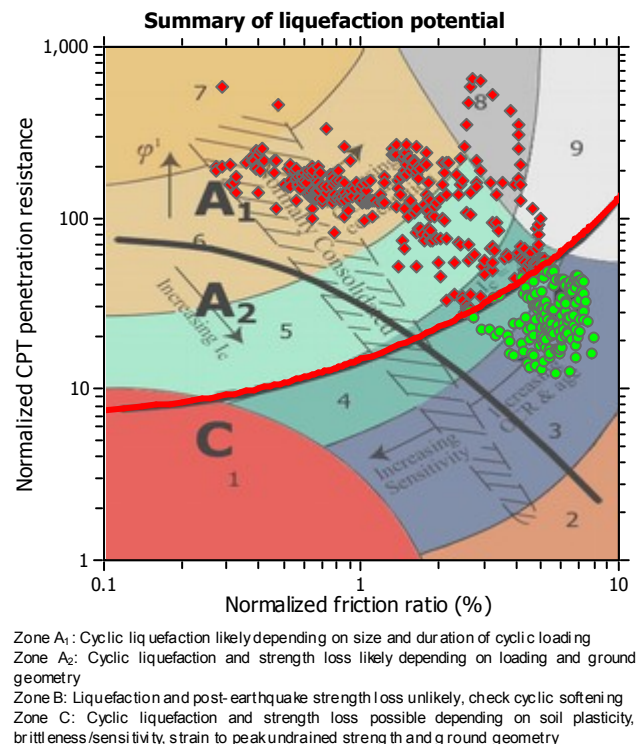 Summary of liquefaction potential
Normalized CPT penetration resistance
1,000
100
10
1
7
8
9
φ'
A1
6
Increasing Ic
A2
Normally Consolidated
5
4
C
1
Increasing Sensitivity
Increasing OCR & age
3
2
0.1
1
10
Normalized friction ratio (%)
Zone A1: Cyclic liquefaction likely depending on size and duration of cyclic loading
Zone A2: Cyclic liquefaction and strength loss likely depending on loading and ground
geometry
Zone B: Liquefaction and post-earthquake strength loss unlikely, check cyclic softening
Zone C: Cyclic liquefaction and strength loss possible depending on soil plasticity,
brittleness/sensitivity, strain to peak undrained strength and ground geometry